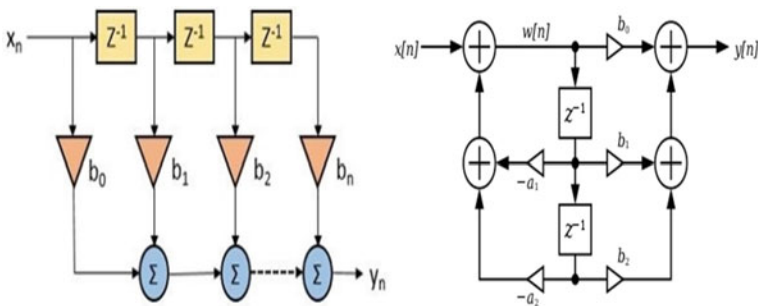 xₙ Z⁻¹ Z⁻¹ Z⁻¹
b₀ b₁ b₂ bₙ
Σ Σ Σ yₙ
b₀
x[n] + w[n] + y[n]
z⁻¹
b₁
+ +
−a₁
z⁻¹
b₂
−a₂